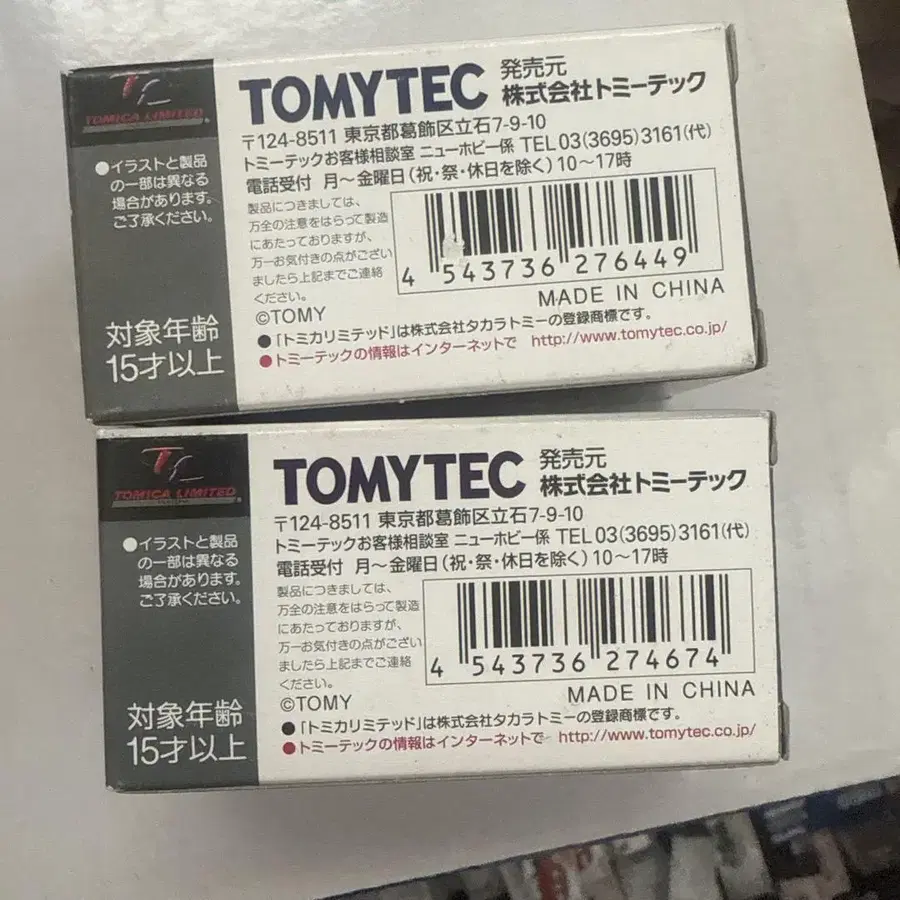 TL
TOMICA LIMITED
●イラストと製品
の一部は異なる
場合があります。
ご了承ください。
対象年齢
15才以上
TOMYTEC 発売元
株式会社トミーテック
〒124-8511 東京都葛飾区立石7-9-10
トミーテックお客様相談室 ニューホビー係 TEL 03(3695)3161(代)
電話受付 月～金曜日(祝・祭・休日を除く)10～17時
製品につきましては、
万全の注意をはらって製造
にあたっておりますが、
万一お気付きの点がござい
ましたら上記までご連絡
ください。
4 543736 276449
©TOMY
MADE IN CHINA
●「トミカリミテッド」は株式会社タカラトミーの登録商標です。
●トミーテックの情報はインターネットで http://www.tomytec.co.jp/
TL
TOMICA LIMITED
●イラストと製品
の一部は異なる
場合があります。
ご了承ください。
対象年齢
15才以上
TOMYTEC 発売元
株式会社トミーテック
〒124-8511 東京都葛飾区立石7-9-10
トミーテックお客様相談室 ニューホビー係 TEL 03(3695)3161(代)
電話受付 月～金曜日(祝・祭・休日を除く)10～17時
製品につきましては、
万全の注意をはらって製造
にあたっておりますが、
万一お気付きの点がござい
ましたら上記までご連絡
ください。
4 543736 274674
©TOMY
MADE IN CHINA
●「トミカリミテッド」は株式会社タカラトミーの登録商標です。
●トミーテックの情報はインターネットで http://www.tomytec.co.jp/